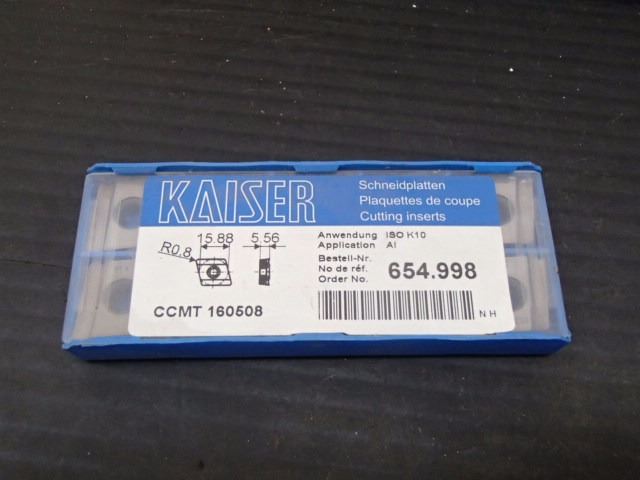 KAISER
Schneidplatten
Plaquettes de coupe
Cutting inserts
15.88
5.56
R0.8
CCMT 160508
Anwendung ISO K10
Application Al
Bestell-Nr.
No de réf.
Order No.
654.998
N.H